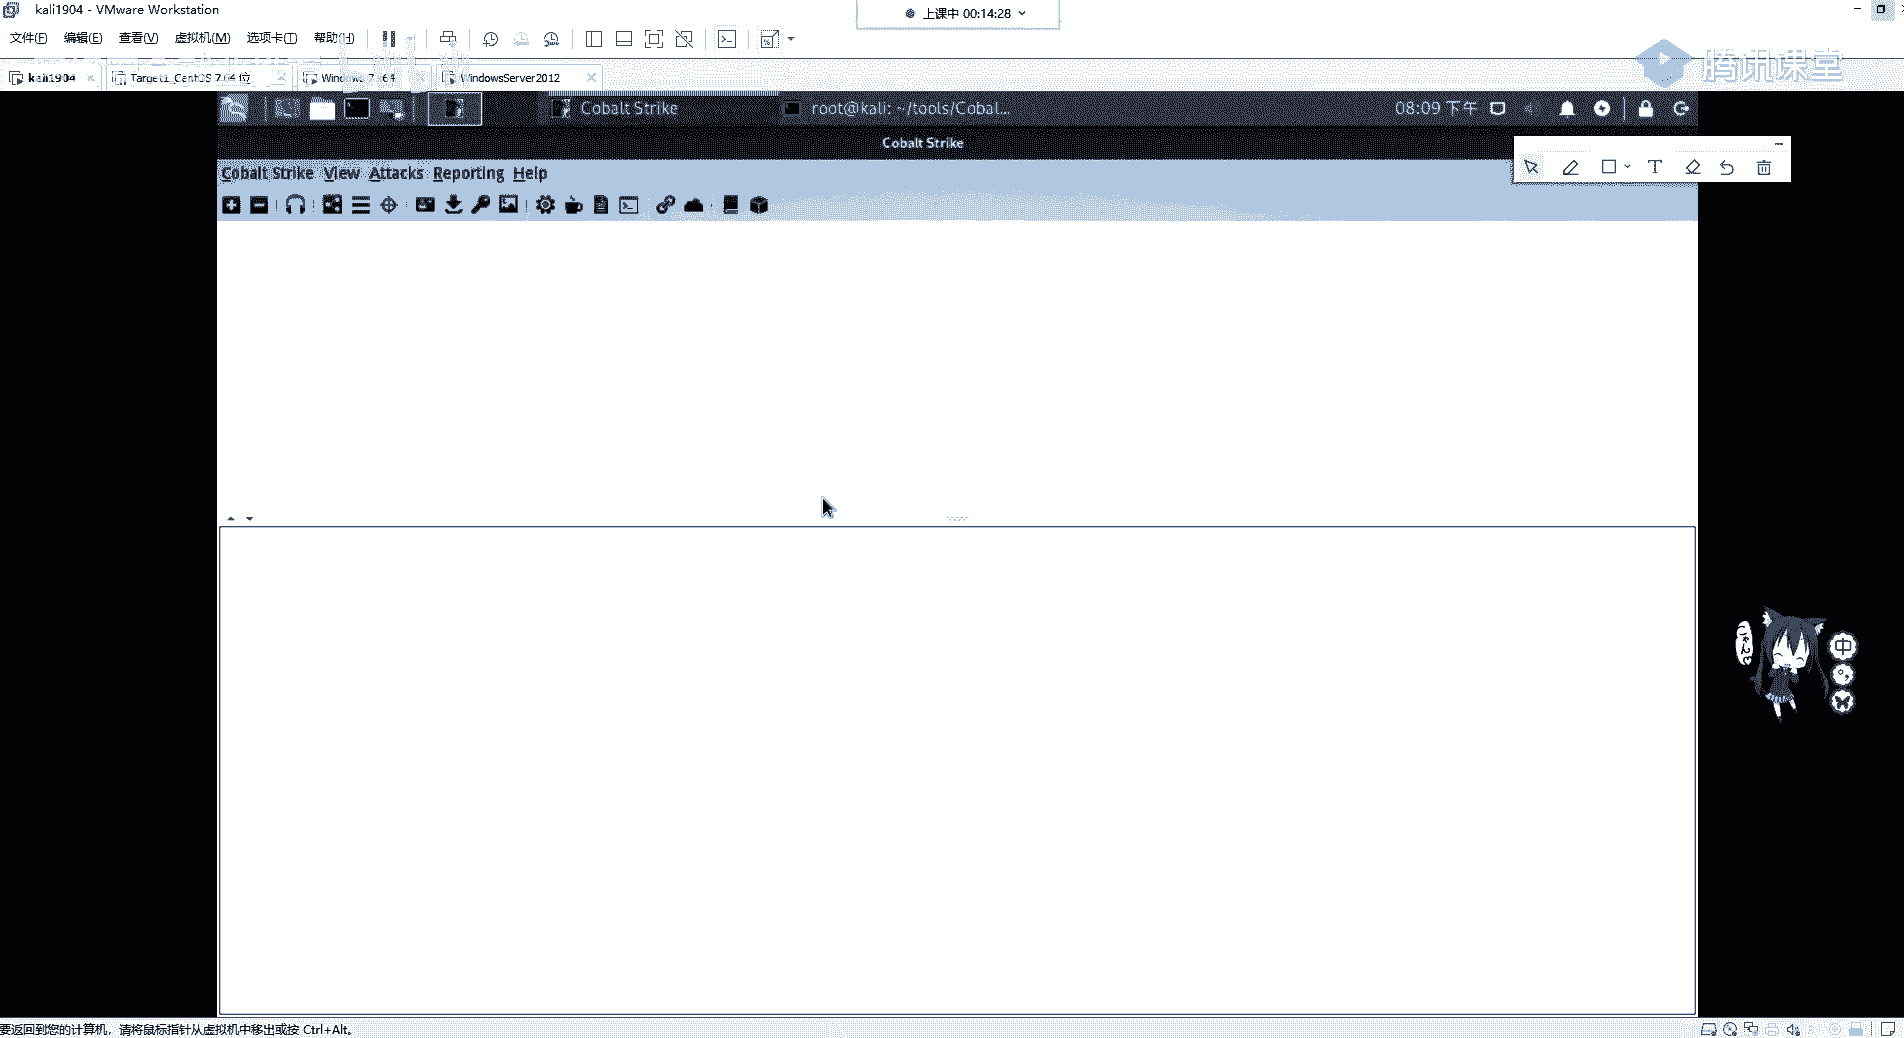 kali1904 - VMware Workstation
上课中 00:14:28
文件(F) 编辑(E) 查看(V) 虚拟机(M) 选项卡(T) 帮助(H)
腾讯课堂
kali1904 Target1_CentOS 7 64 位 Windows 7 x64 WindowsServer2012
Cobalt Strike root@kali: ~/tools/Cobal... 08:09 下午
Cobalt Strike
Cobalt Strike View Attacks Reporting Help
T
中
要返回到您的计算机，请将鼠标指针从虚拟机中移出或按 Ctrl+Alt。